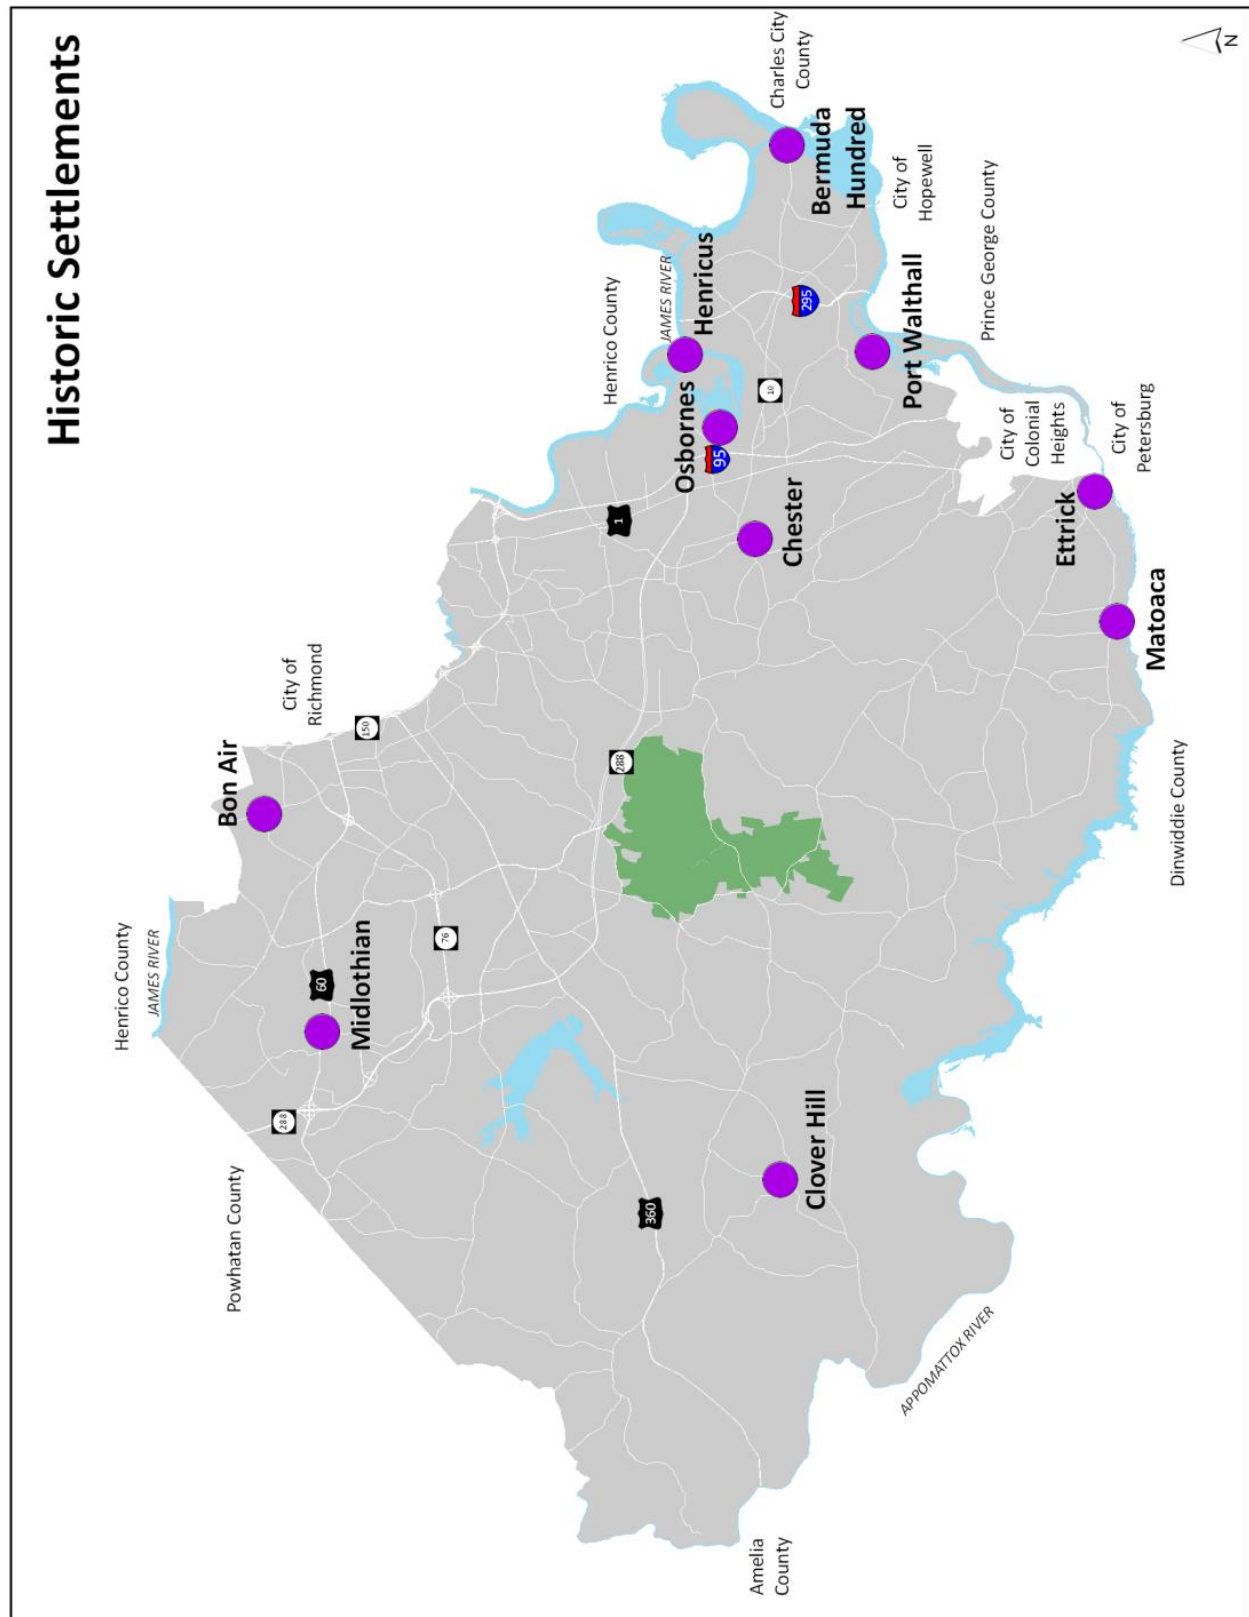 Historic Settlements
Henrico County
JAMES RIVER
Powhatan County
288
60
Midlothian
Bon Air
City of
Richmond
150
76
288
360
Clover Hill
Amelia
County
APPOMATTOX RIVER
Dinwiddie County
Henrico County
JAMES RIVER
1
Osbornes
95
Henricus
Chester
10
295
Charles City
County
Bermuda
Hundred
City of
Hopewell
Port Walthall
Prince George County
City of
Colonial
Heights
City of
Petersburg
Ettrick
Matoaca
N